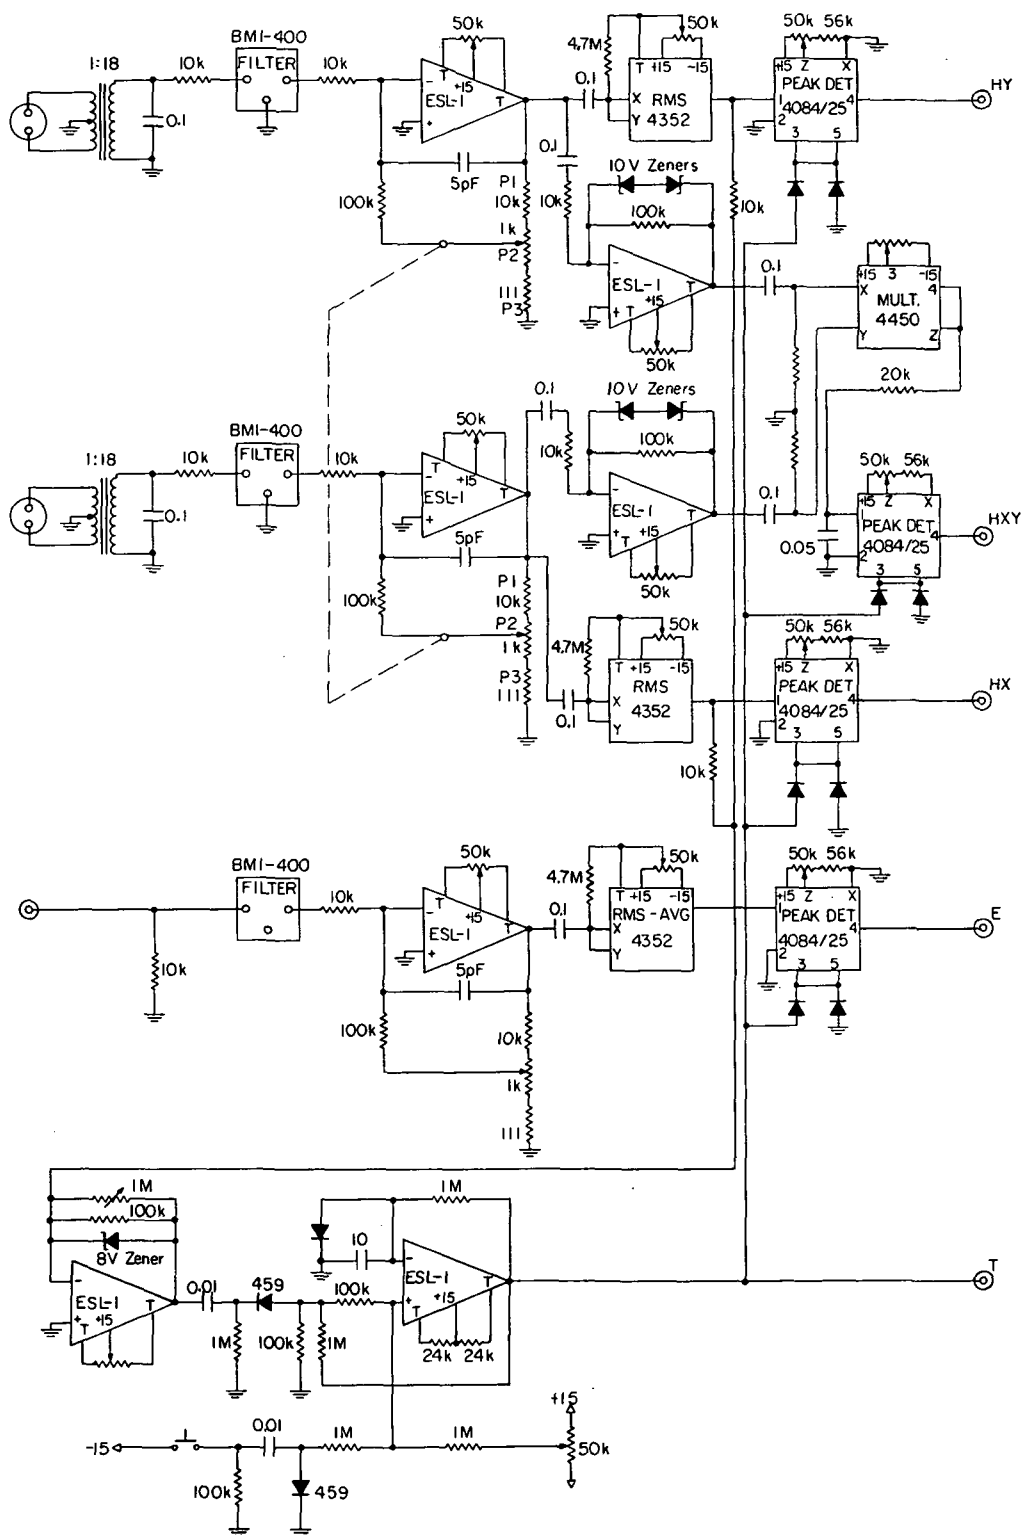 BMI-400
FILTER
1:18
10k
10k
0.1
50k
-
T
+15
T
ESL-1
+
5pF
100k
P1
10k
1k
P2
111
P3
0.1
4.7M
50k
T +15 -15
X RMS
Y 4352
50k 56k
+15 Z X
PEAK DET
1 4084/25 4
2
3 5
HY
0.1
10k
10V Zeners
100k
10k
-
ESL-1
+15
T
+ T
50k
0.1
+15 3 -15
X 4
MULT.
4450
Y Z
20k
BMI-400
FILTER
1:18
10k
10k
0.1
50k
-
T
+15
T
ESL-1
+
5pF
100k
P1
10k
P2
1k
P3
111
0.1
10k
10V Zeners
100k
-
ESL-1
+15
T
+ T
50k
0.1
50k 56k
+15 Z X
PEAK DET
4084/25 4
2
3 5
0.05
HXY
4.7M
50k
T +15 -15
X RMS
4352
Y
0.1
10k
50k 56k
+15 Z X
PEAK DET
1 4084/25 4
2
3 5
HX
BMI-400
FILTER
10k
10k
50k
-
T
+15
T
ESL-1
+
5pF
100k
10k
1k
111
0.1
4.7M
50k
T +15 -15
RMS-AVG
X 4352
Y
50k 56k
+15 Z X
1 PEAK DET
4084/25 4
2
3 5
E
1M
100k
8V Zener
-
ESL-1
+ T +15 T
0.01
459
1M
100k
1M
100k
10
1M
-
ESL-1
+15
T
+ T
24k 24k
T
-15
0.01
100k
459
1M
1M
+15
50k